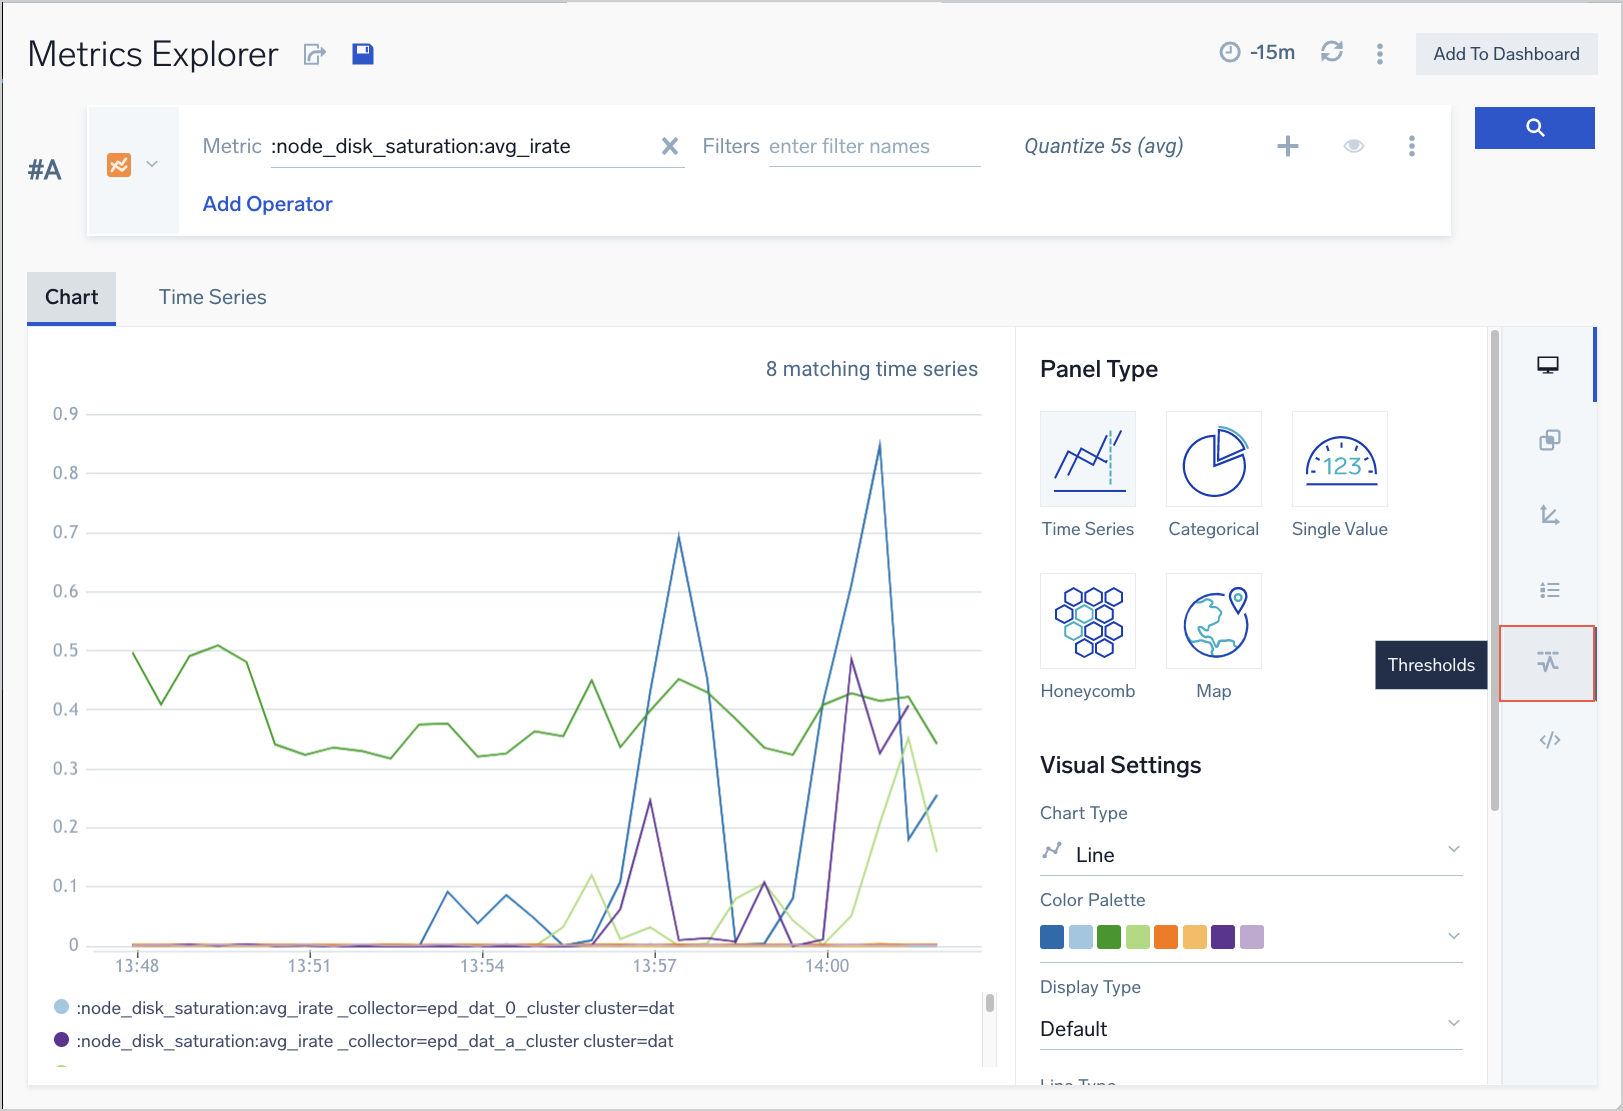 Metrics Explorer
-15m
Add To Dashboard
#A
Metric :node_disk_saturation:avg_irate
Filters enter filter names
Quantize 5s (avg)
Add Operator
Chart
Time Series
8 matching time series
0.9
0.8
0.7
0.6
0.5
0.4
0.3
0.2
0.1
0
13:48 13:51 13:54 13:57 14:00
:node_disk_saturation:avg_irate _collector=epd_dat_0_cluster cluster=dat
:node_disk_saturation:avg_irate _collector=epd_dat_a_cluster cluster=dat
Panel Type
123
Time Series Categorical Single Value
Honeycomb Map
Thresholds
Visual Settings
Chart Type
Line
Color Palette
Display Type
Default
Line Type